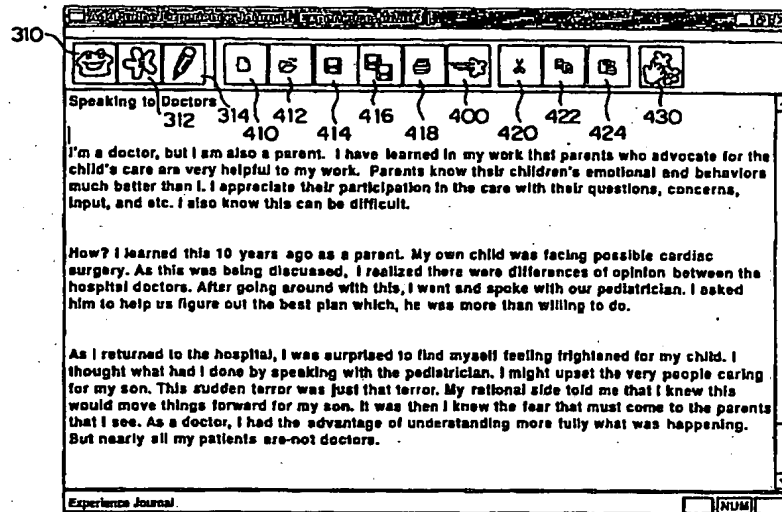 310
312
314
410
412
414
416
418
400
420
422
424
430
Speaking to Doctors
I'm a doctor, but I am also a parent. I have learned in my work that parents who advocate for the
child's care are very helpful to my work. Parents know their children's emotional and behaviors
much better than I. I appreciate their participation in the care with their questions, concerns,
input, and etc. I also know this can be difficult.
How? I learned this 10 years ago as a parent. My own child was facing possible cardiac
surgery. As this was being discussed, I realized there were differences of opinion between the
hospital doctors. After going around with this, I went and spoke with our pediatrician. I asked
him to help us figure out the best plan which, he was more than willing to do.
As I returned to the hospital, I was surprised to find myself feeling frightened for my child. I
thought what had I done by speaking with the pediatrician. I might upset the very people caring
for my son. This sudden terror was just that terror. My rational side told me that I knew this
would move things forward for my son. It was then I knew the fear that must come to the parents
that I see. As a doctor, I had the advantage of understanding more fully what was happening.
But nearly all my patients are-not doctors.
Experience Journal
NUM